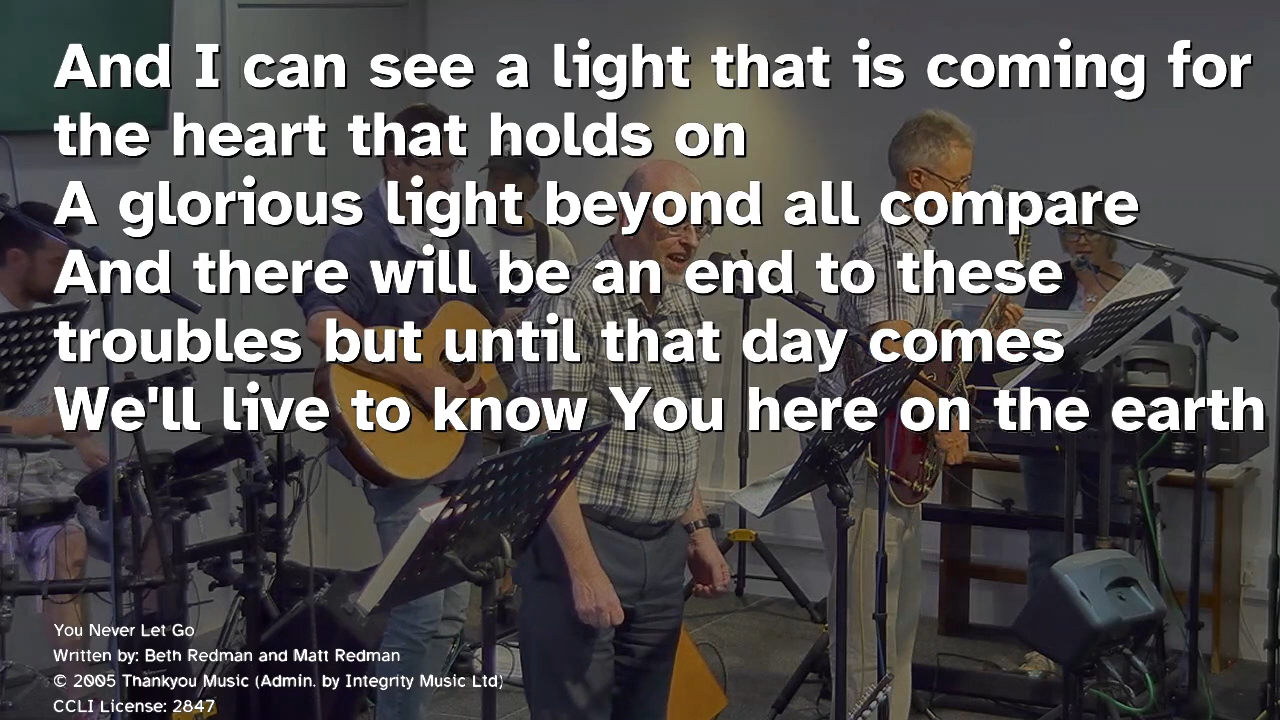 And I can see a light that is coming for
the heart that holds on
A glorious light beyond all compare
And there will be an end to these
troubles but until that day comes
We'll live to know You here on the earth
You Never Let Go
Written by: Beth Redman and Matt Redman
© 2005 Thankyou Music (Admin. by Integrity Music Ltd)
CCLI License: 2847